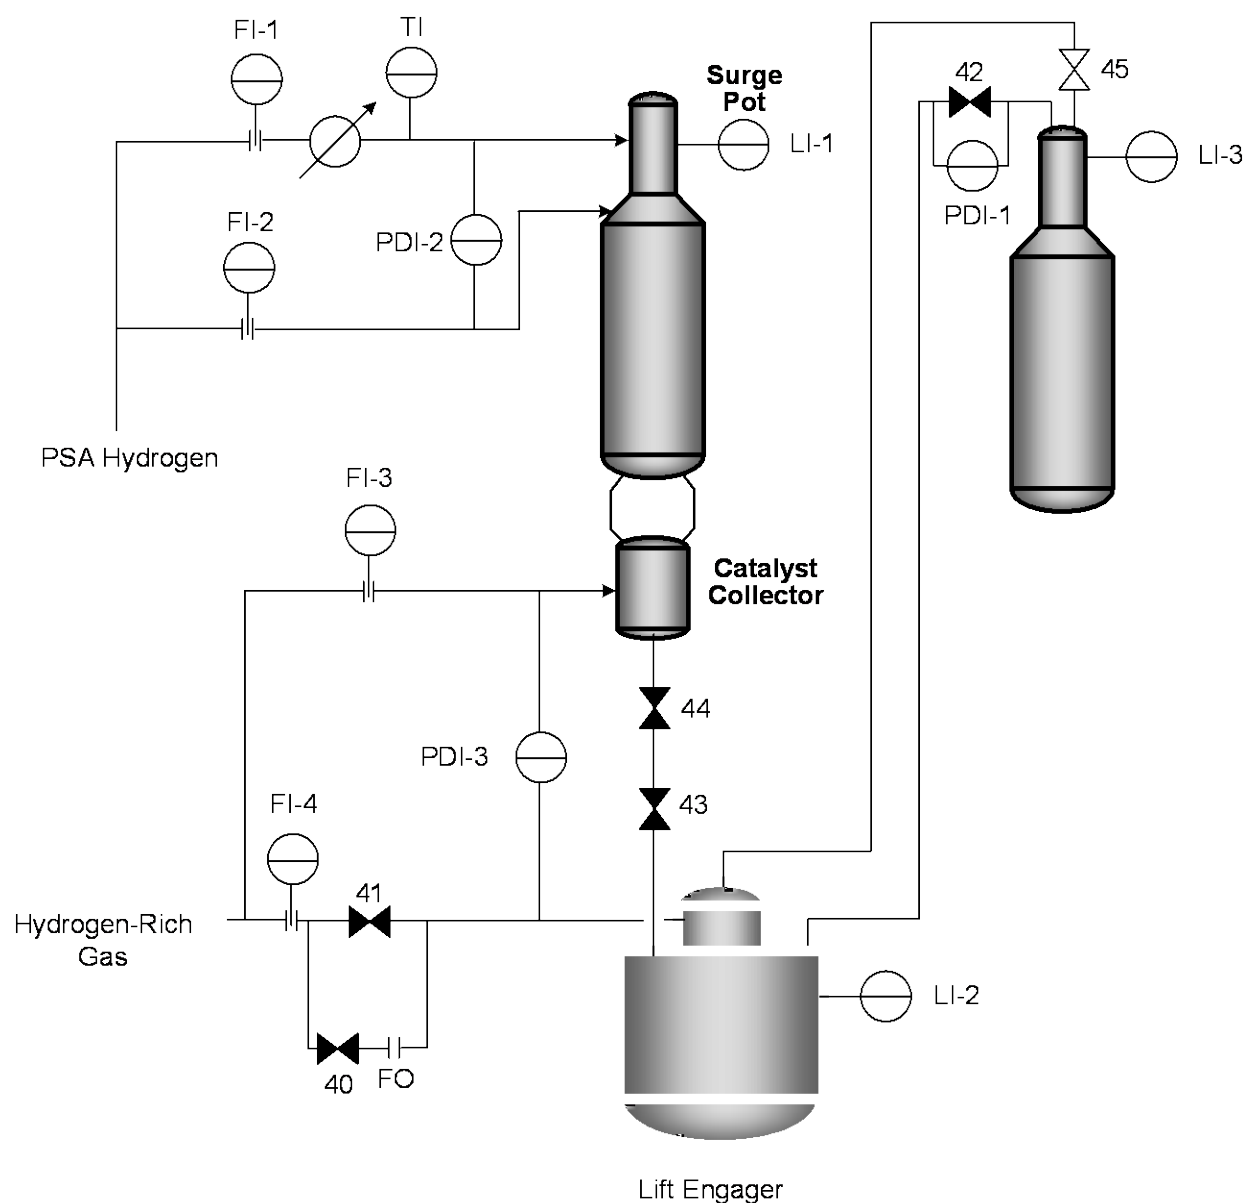 FI-1
TI
Surge
Pot
42
45
LI-1
LI-3
PDI-1
FI-2
PDI-2
PSA Hydrogen
FI-3
Catalyst
Collector
44
PDI-3
43
FI-4
41
Hydrogen-Rich
Gas
LI-2
40
FO
Lift Engager